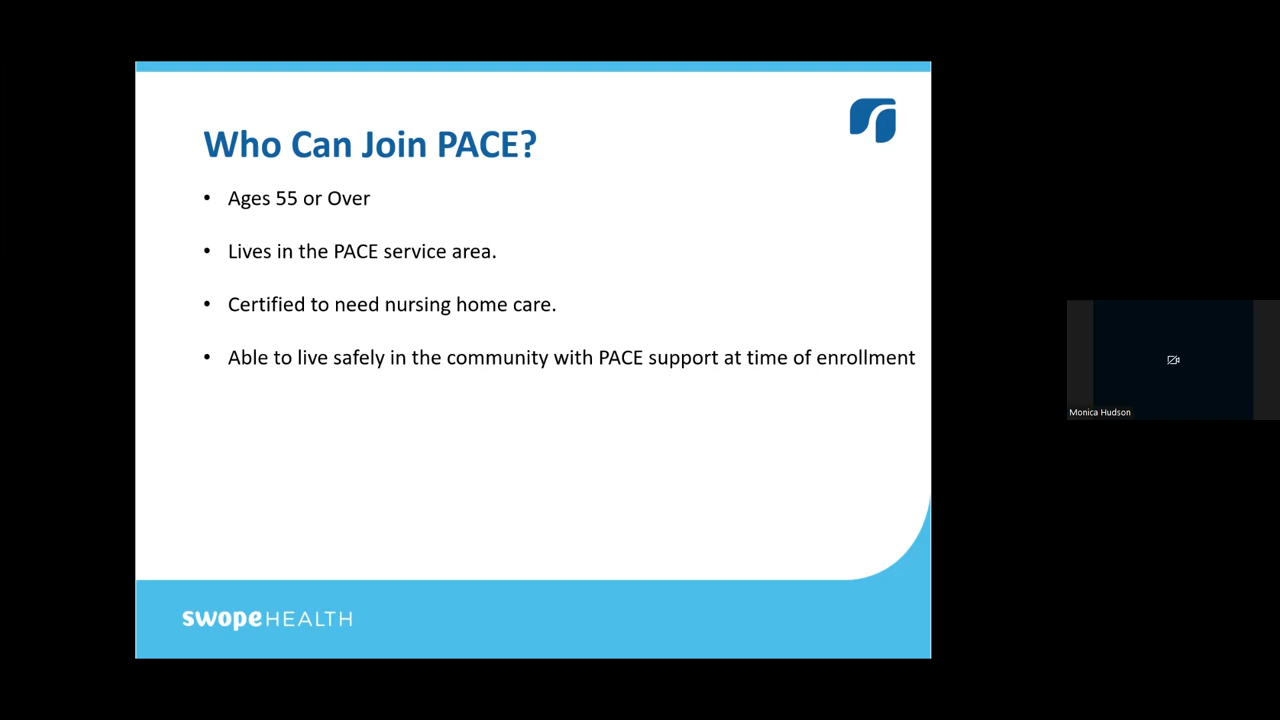 Who Can Join PACE?
• Ages 55 or Over
• Lives in the PACE service area.
• Certified to need nursing home care.
• Able to live safely in the community with PACE support at time of enrollment
swopeHEALTH
Monica Hudson